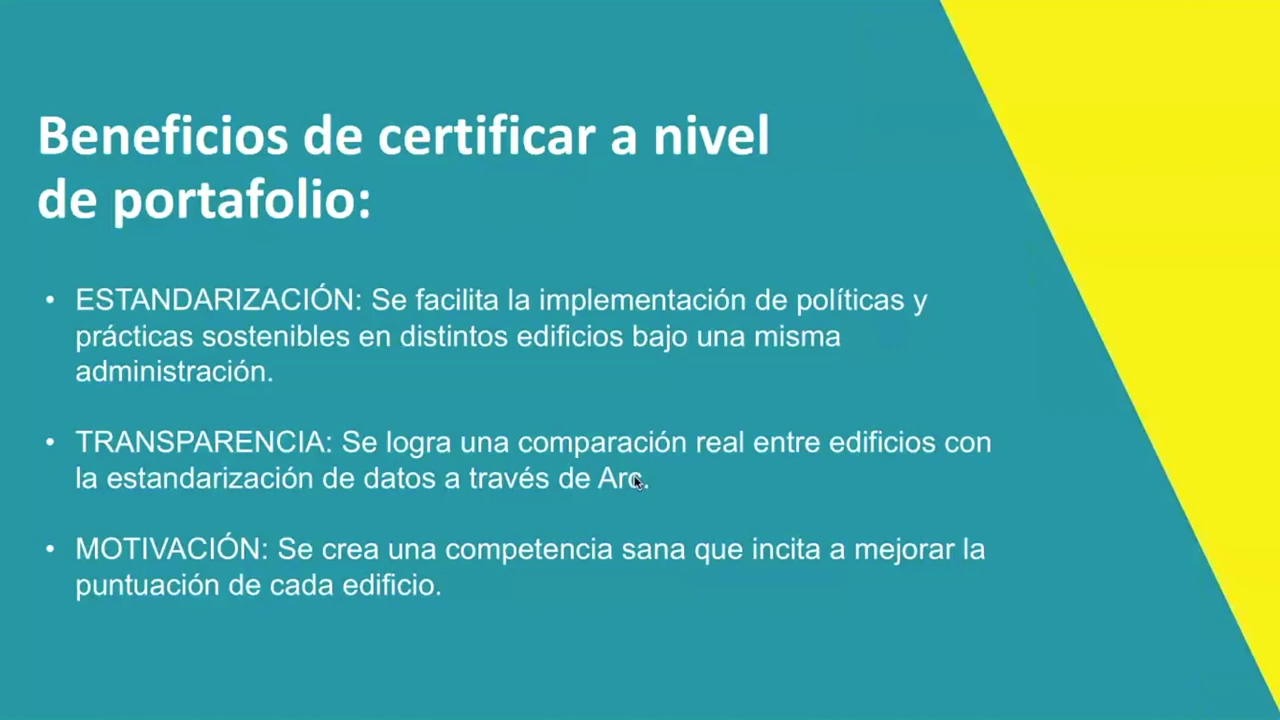 Beneficios de certificar a nivel
de portafolio:
• ESTANDARIZACIÓN: Se facilita la implementación de políticas y
prácticas sostenibles en distintos edificios bajo una misma
administración.
• TRANSPARENCIA: Se logra una comparación real entre edificios con
la estandarización de datos a través de Arc.
• MOTIVACIÓN: Se crea una competencia sana que incita a mejorar la
puntuación de cada edificio.